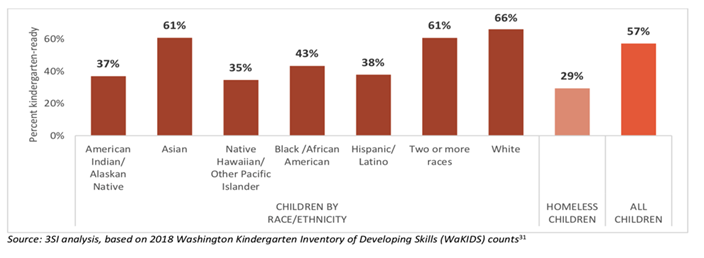 Percent kindergarten-ready
60%
40%
20%
0%
37%
61%
35%
43%
38%
61%
66%
29%
57%
American
Indian/
Alaskan
Native
Asian
Native
Hawaiian/
Other Pacific
Islander
Black /African
American
Hispanic/
Latino
Two or more
races
White
CHILDREN BY
RACE/ETHNICITY
HOMELESS
CHILDREN
ALL
CHILDREN
Source: 3SI analysis, based on 2018 Washington Kindergarten Inventory of Developing Skills (WaKIDS) counts³¹